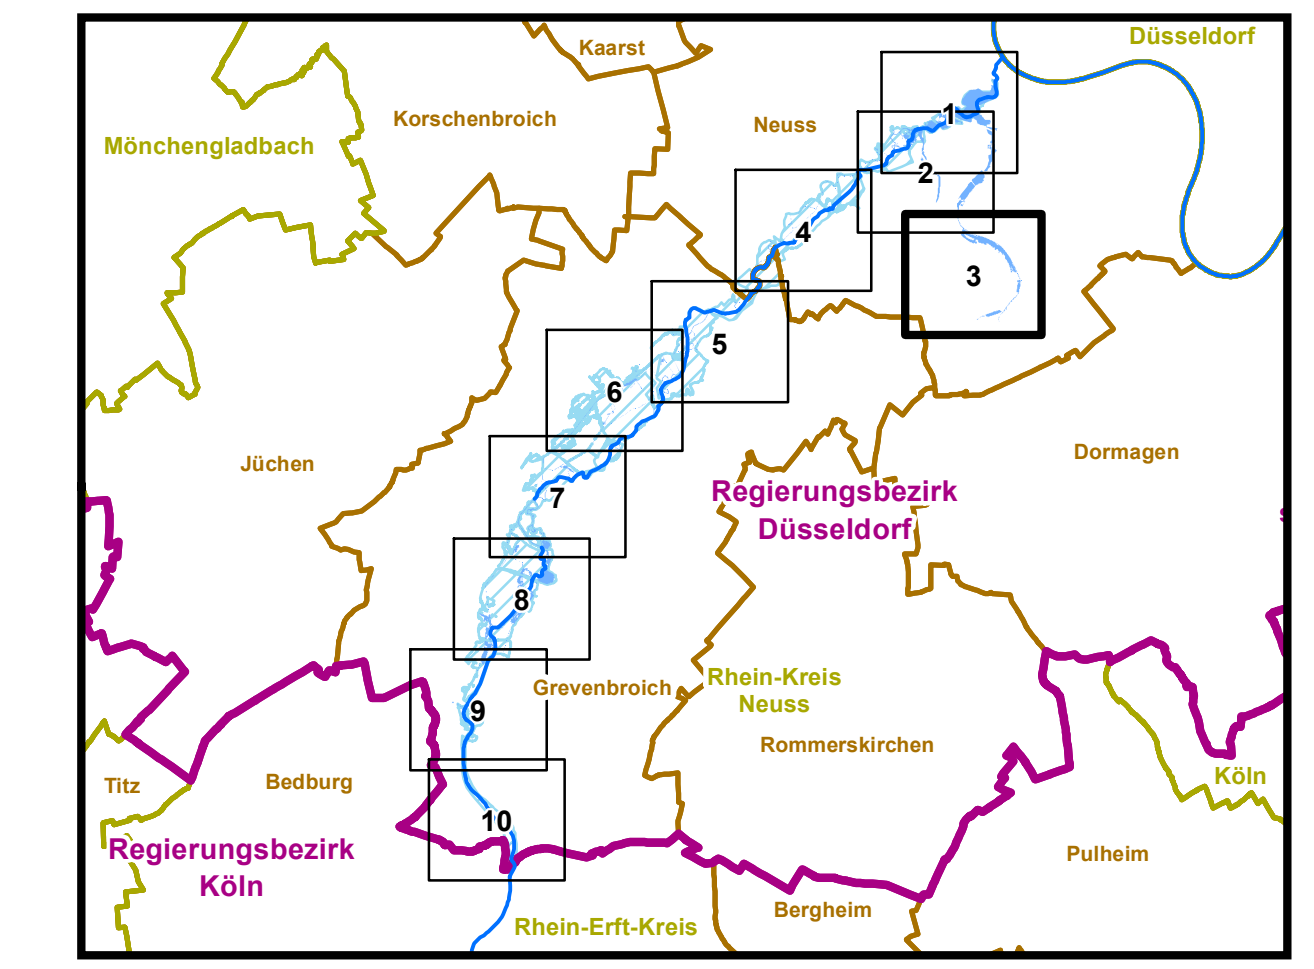 Düsseldorf
Kaarst
Korschenbroich
Neuss
Mönchengladbach
1
2
4
3
5
6
Jüchen
Dormagen
7
Regierungsbezirk
Düsseldorf
8
Grevenbroich
Rhein-Kreis
Neuss
9
Rommerskirchen
Titz
Bedburg
Köln
10
Regierungsbezirk
Köln
Pulheim
Bergheim
Rhein-Erft-Kreis